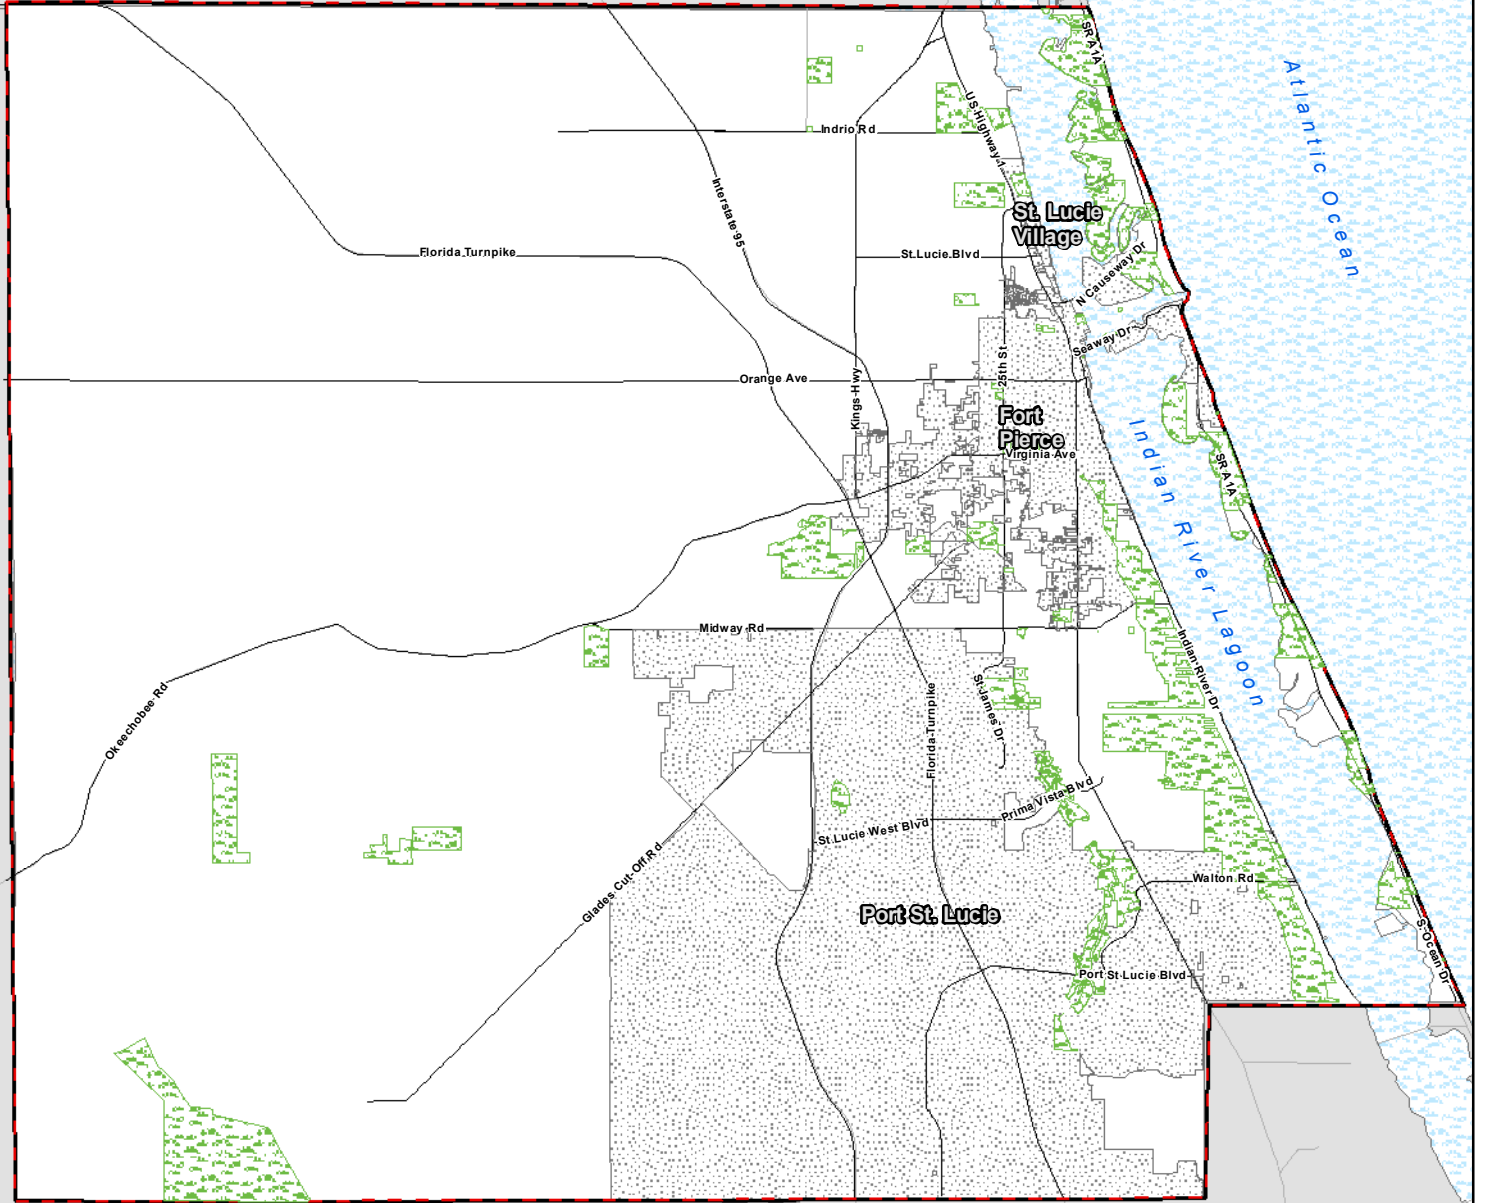 SR A1A
Atlantic Ocean
US Highway 1
Indrio Rd
Interstate 95
St. Lucie
Village
Florida Turnpike
St Lucie Blvd
N Causeway Dr
Seaway Dr
25th St
Orange Ave
Kings Hwy
Fort
Pierce
Virginia Ave
Indian River Lagoon
SR A1A
Midway Rd
Indian River Dr
St James Dr
Okeechobee Rd
Florida Turnpike
Prima Vista Blvd
St Lucie West Blvd
Glades Cut-Off Rd
Walton Rd
Port St. Lucie
S Ocean Dr
Port St Lucie Blvd